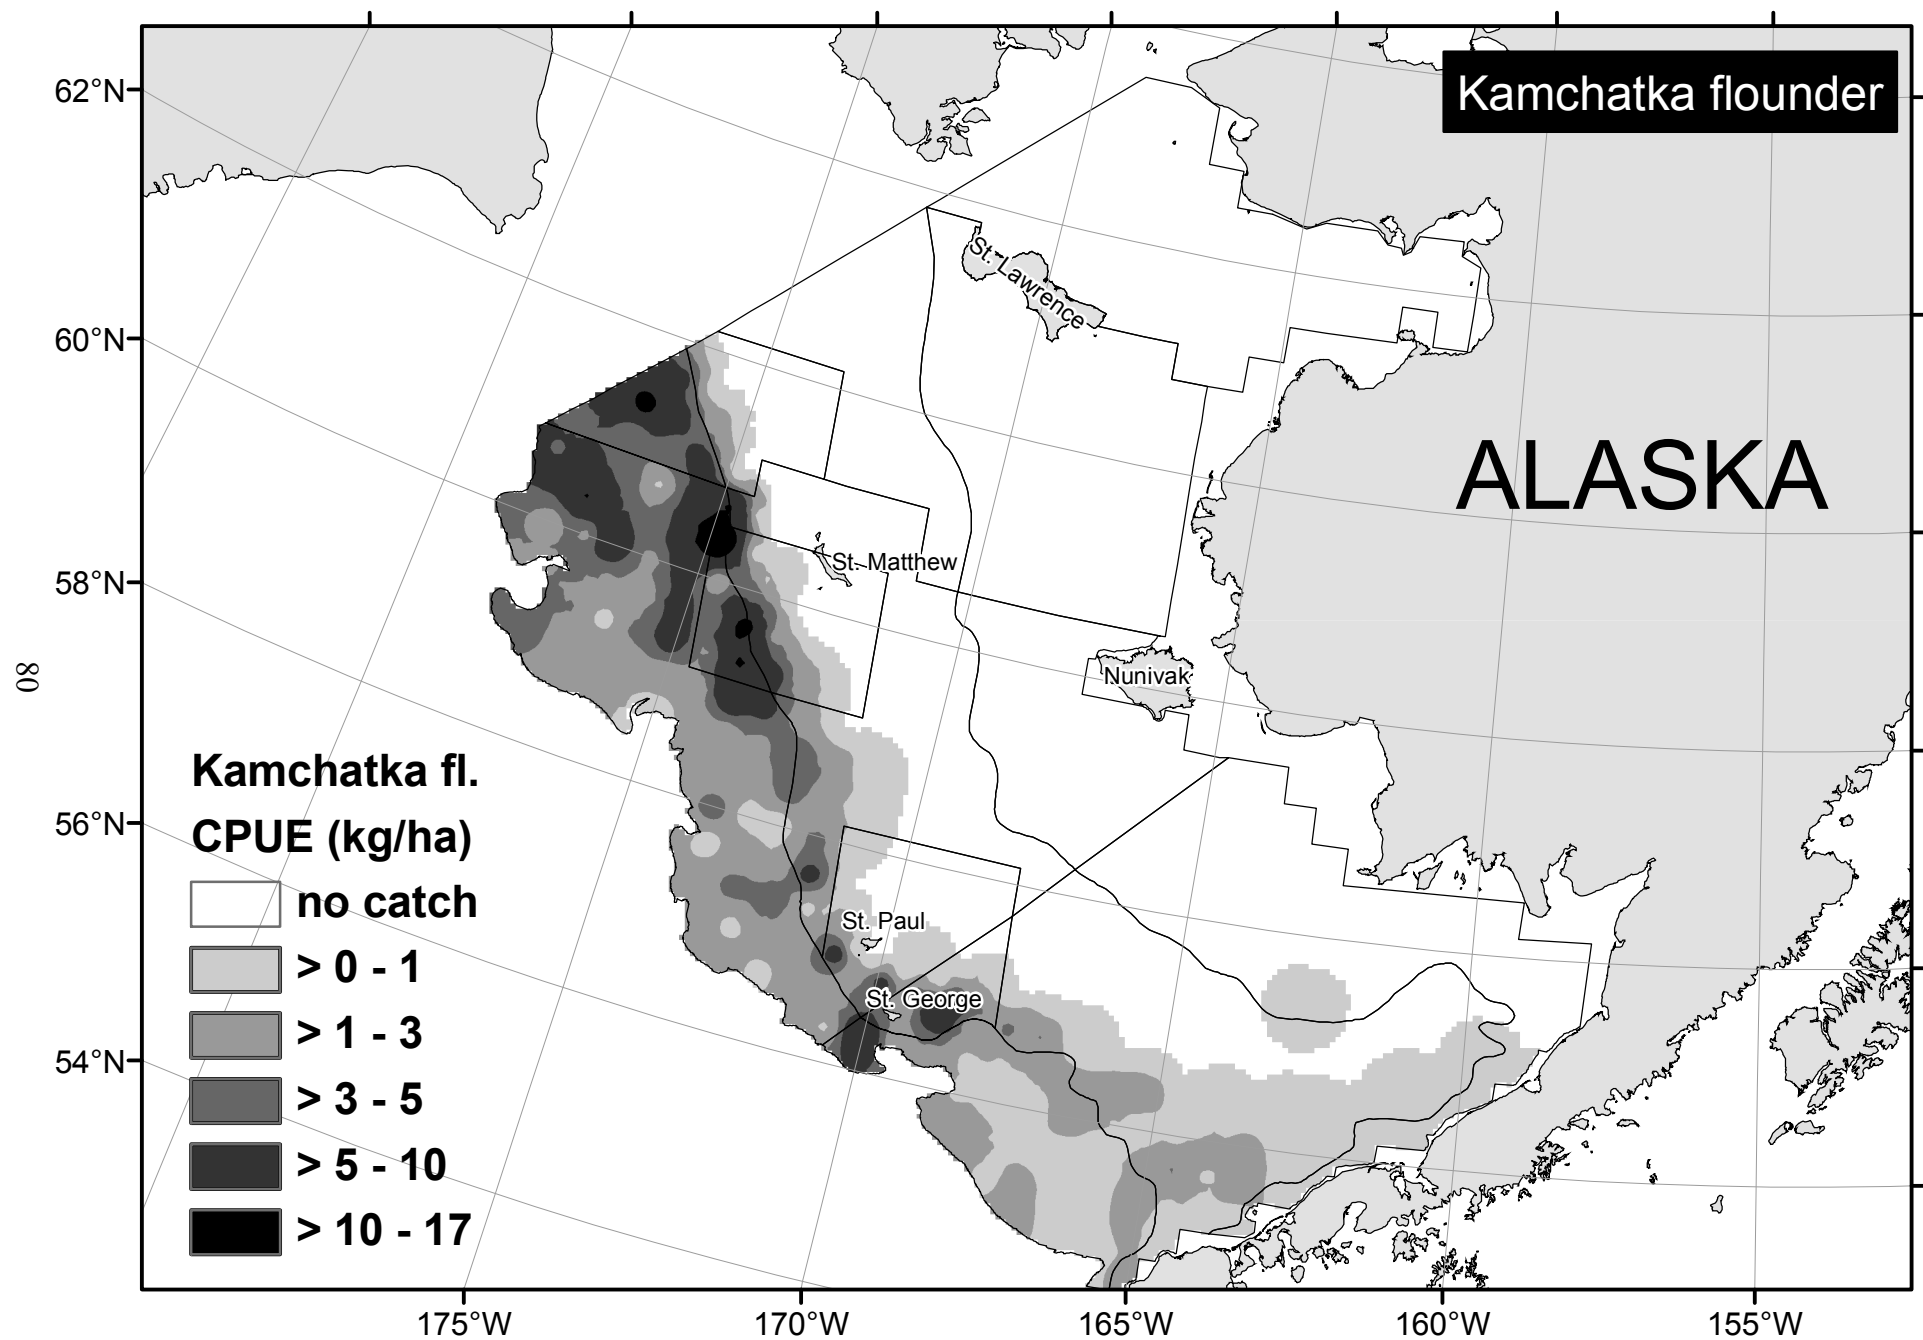 Kamchatka flounder
62°N
60°N
58°N
56°N
54°N
St. Lawrence
ALASKA
St. Matthew
Nunivak
St. Paul
St. George
80
Kamchatka fl.
CPUE (kg/ha)
no catch
> 0 - 1
> 1 - 3
> 3 - 5
> 5 - 10
> 10 - 17
175°W
170°W
165°W
160°W
155°W